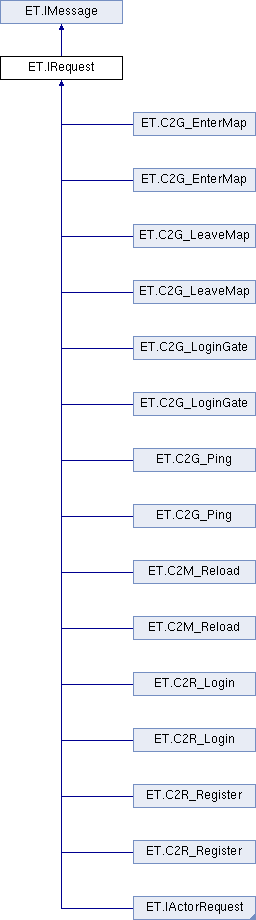 ET.IMessage
ET.IRequest
ET.C2G_EnterMap
ET.C2G_EnterMap
ET.C2G_LeaveMap
ET.C2G_LeaveMap
ET.C2G_LoginGate
ET.C2G_LoginGate
ET.C2G_Ping
ET.C2G_Ping
ET.C2M_Reload
ET.C2M_Reload
ET.C2R_Login
ET.C2R_Login
ET.C2R_Register
ET.C2R_Register
ET.IActorRequest